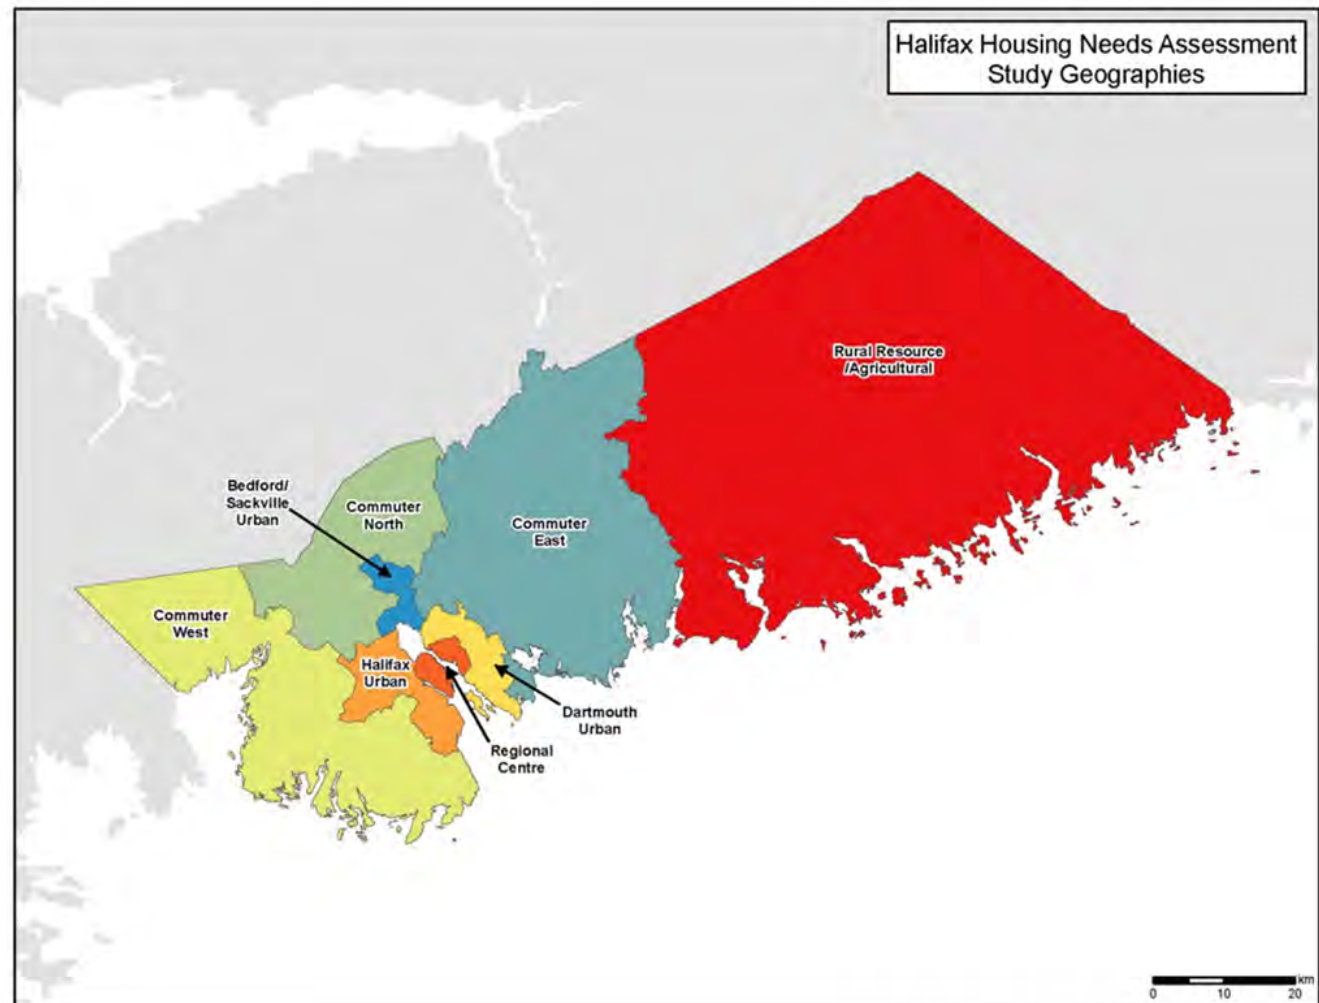 Halifax Housing Needs Assessment
Study Geographies
Rural Resource
/Agricultural
Bedford/
Sackville
Urban
Commuter
North
Commuter
East
Commuter
West
Halifax
Urban
Dartmouth
Urban
Regional
Centre
km
0 10 20